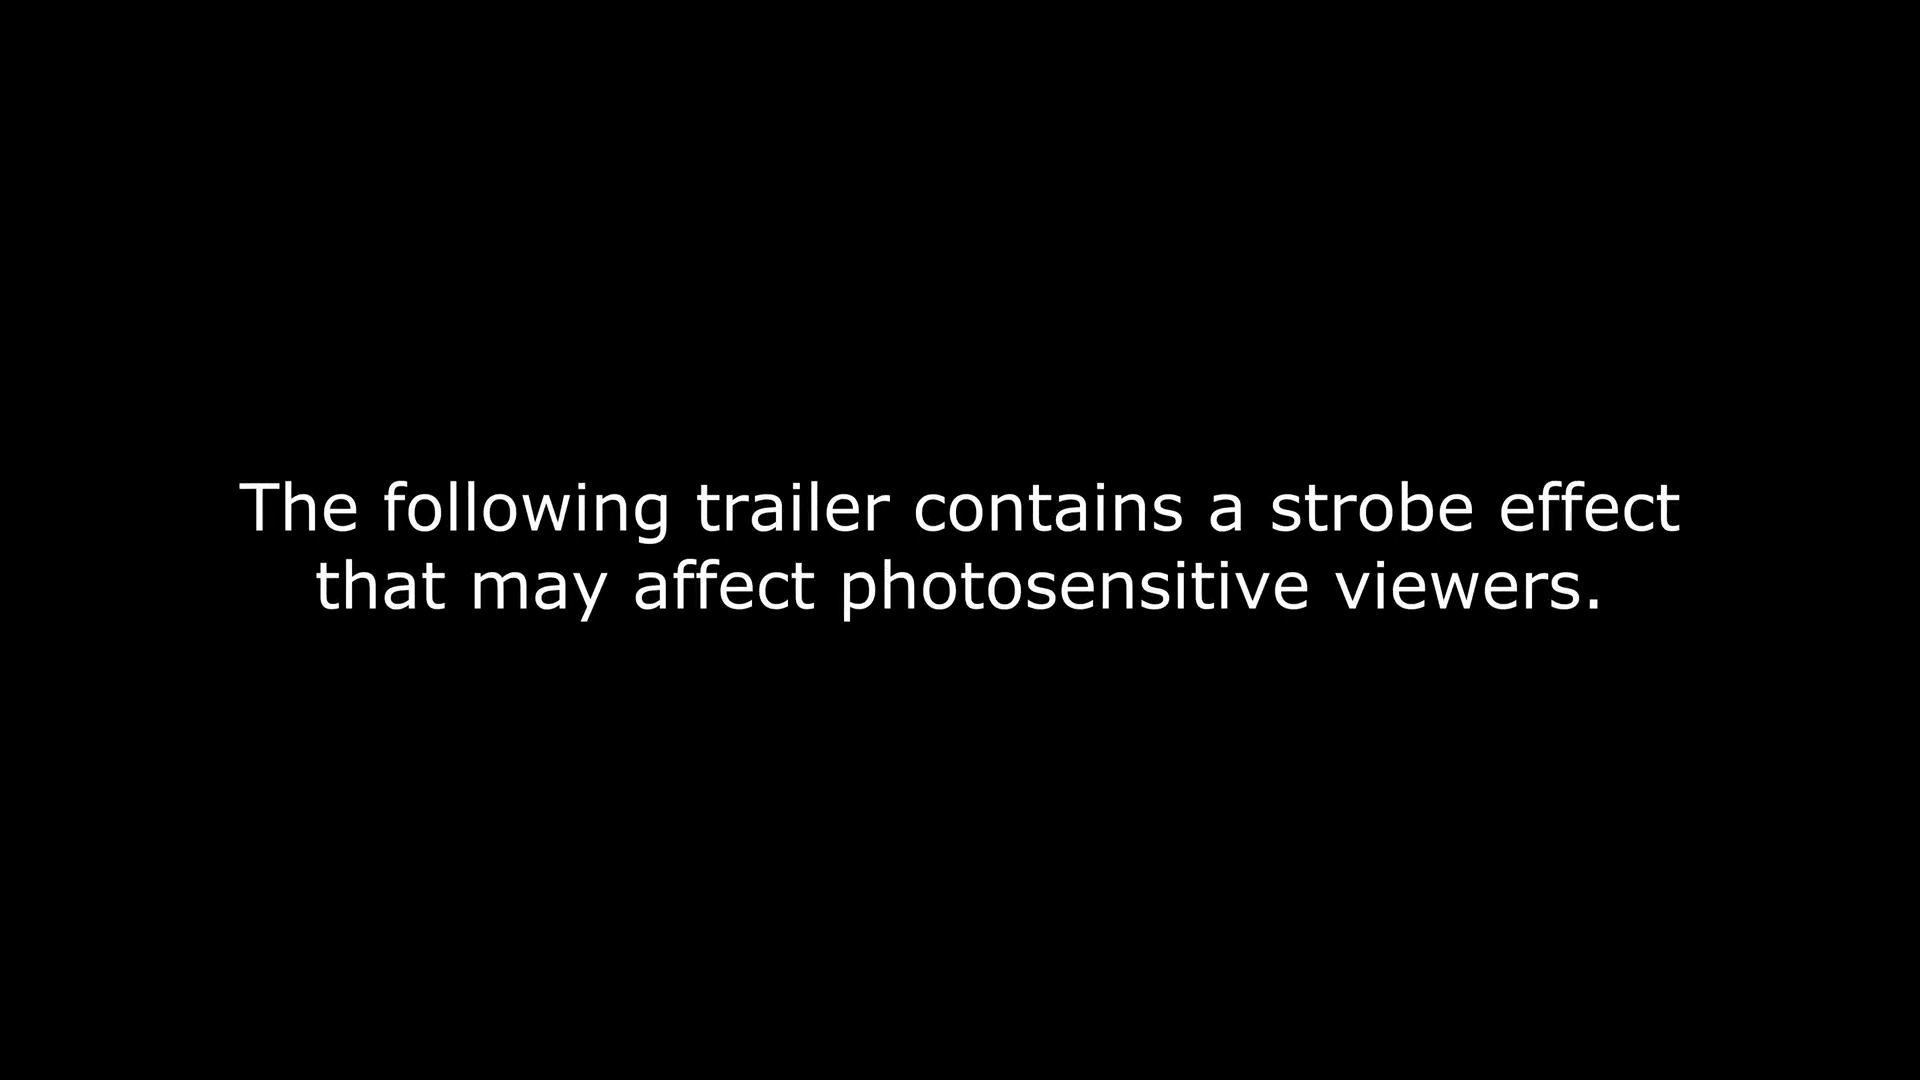 The following trailer contains a strobe effect
that may affect photosensitive viewers.